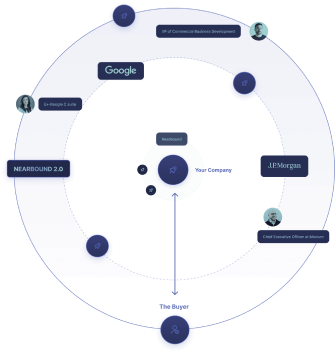 VP of Commercial Business Development
Google
Ex-Google C suite
Nearbound
NEARBOUND 2.0
Your Company
J.P.Morgan
Chief Executive Officer at
The Buyer